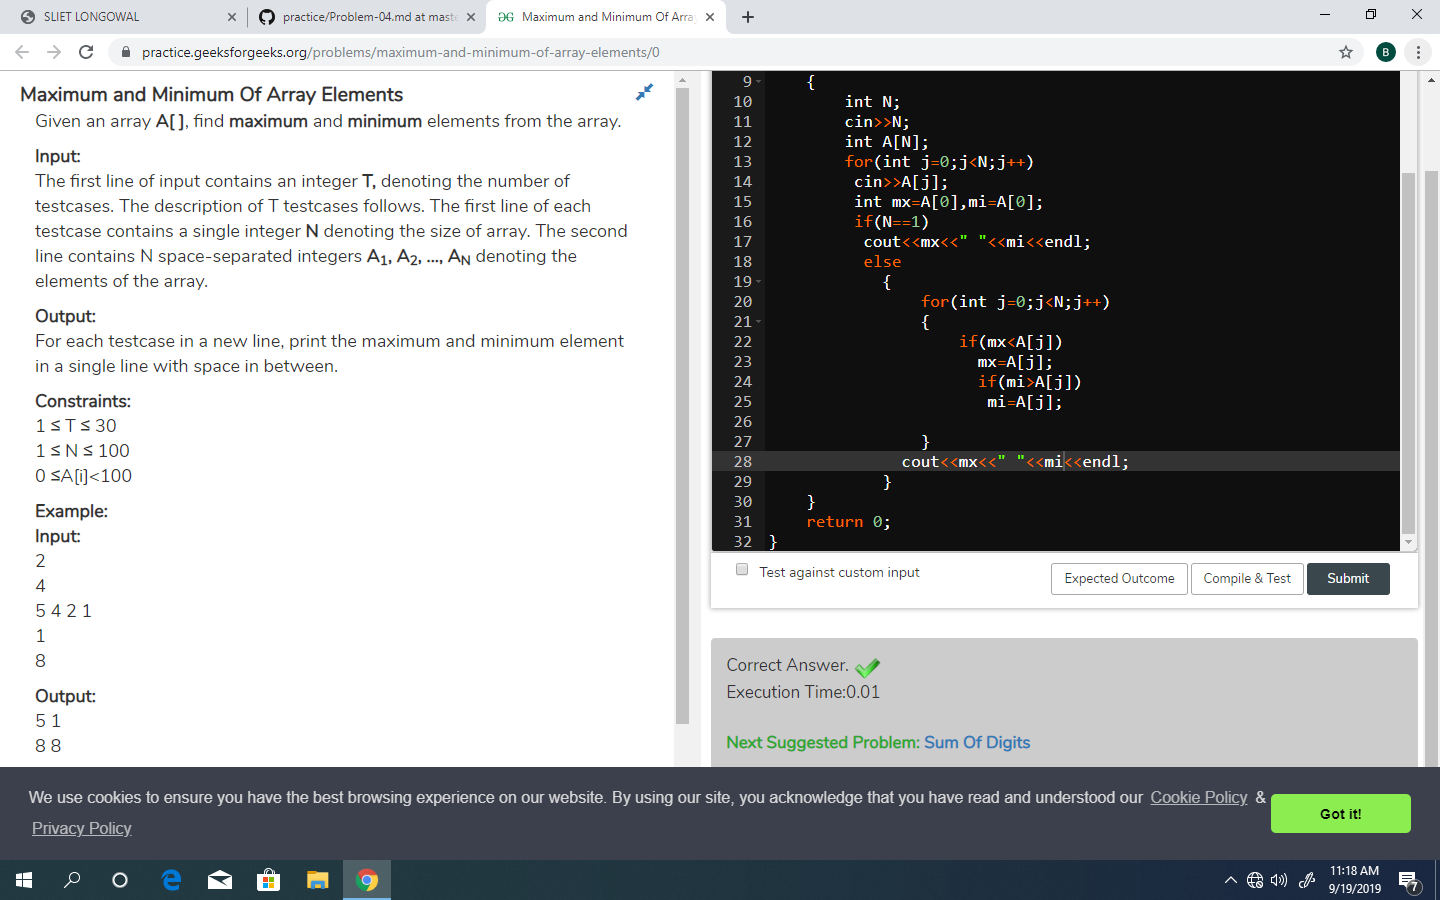 SLIET LONGOWAL
practice/Problem-04.md at maste
Maximum and Minimum Of Array
practice.geeksforgeeks.org/problems/maximum-and-minimum-of-array-elements/0
B
Maximum and Minimum Of Array Elements
Given an array A[ ], find maximum and minimum elements from the array.
Input:
The first line of input contains an integer T, denoting the number of
testcases. The description of T testcases follows. The first line of each
testcase contains a single integer N denoting the size of array. The second
line contains N space-separated integers A1, A2, ..., AN denoting the
elements of the array.
Output:
For each testcase in a new line, print the maximum and minimum element
in a single line with space in between.
Constraints:
1 ≤ T ≤ 30
1 ≤ N ≤ 100
0 ≤A[i]<100
Example:
Input:
2
4
5 4 2 1
1
8
Output:
5 1
8 8
9 {
10 int N;
11 cin>>N;
12 int A[N];
13 for(int j=0;j<N;j++)
14 cin>>A[j];
15 int mx=A[0],mi=A[0];
16 if(N==1)
17 cout<<mx<<" "<<mi<<endl;
18 else
19 {
20 for(int j=0;j<N;j++)
21 {
22 if(mx<A[j])
23 mx=A[j];
24 if(mi>A[j])
25 mi=A[j];
26
27 }
28 cout<<mx<<" "<<mi<<endl;
29 }
30 }
31 return 0;
32 }
Test against custom input
Expected Outcome
Compile & Test
Submit
Correct Answer.
Execution Time:0.01
Next Suggested Problem: Sum Of Digits
We use cookies to ensure you have the best browsing experience on our website. By using our site, you acknowledge that you have read and understood our Cookie Policy &
Privacy Policy
Got it!
11:18 AM
9/19/2019
7